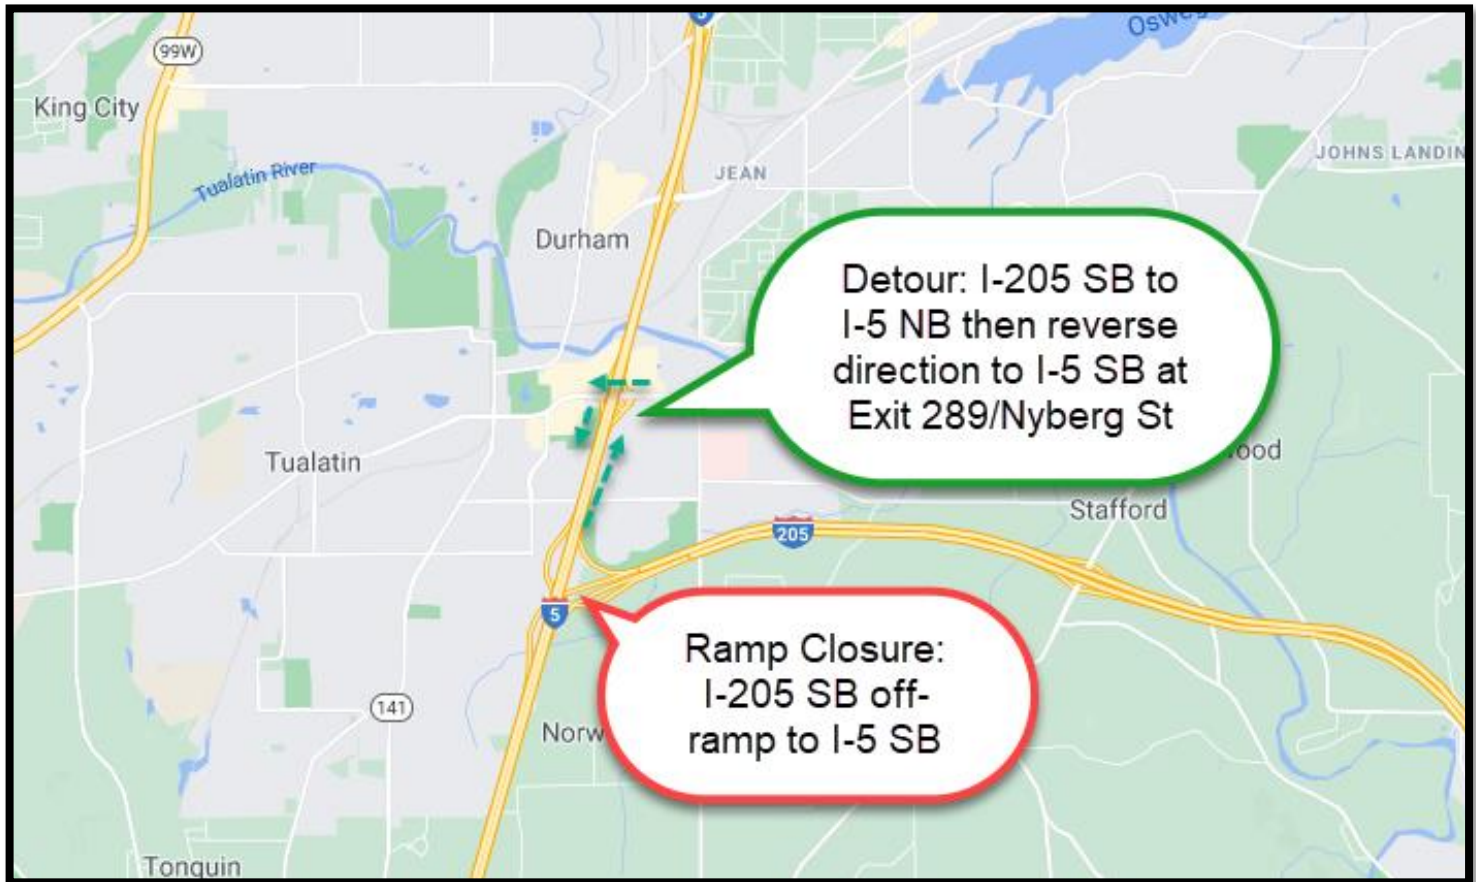 5
Osweg
99W
King City
JOHNS LANDIN
Tualatin River
JEAN
Durham
Detour: I-205 SB to
I-5 NB then reverse
direction to I-5 SB at
Exit 289/Nyberg St
Tualatin
ood
Stafford
205
5
Ramp Closure:
I-205 SB off-
ramp to I-5 SB
141
Norw
Tonquin